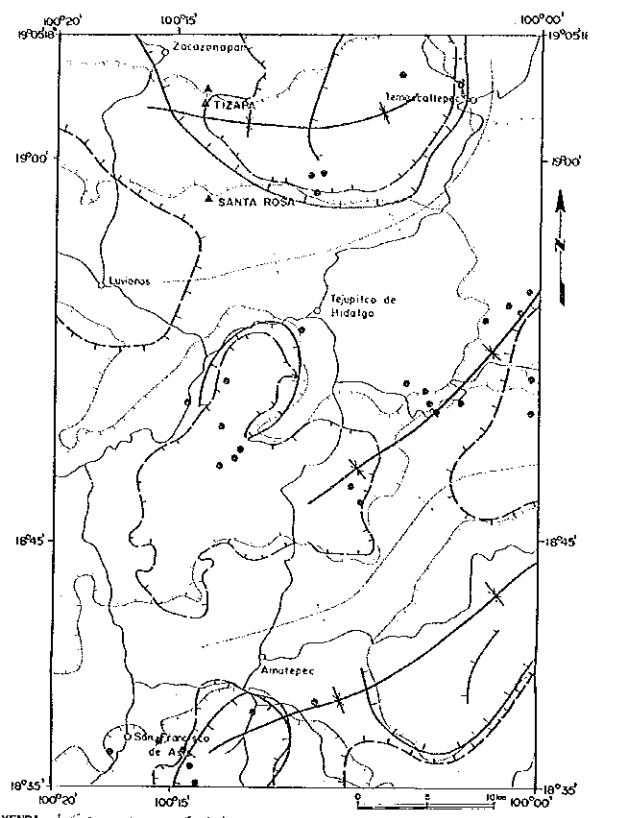 100°20' 100°15' 100°00'
19°05'18" 19°05'18
Zacazonapan
TIZAPA
Temascaltepec
19°00' 19°00'
SANTA ROSA
N
Luvianos
Tejupilco de
Hidalgo
18°45' 18°45'
Amatepec
San Francisco
de Asis
18°35' 18°35'
100°20' 100°15' 100°00'
0 5 10km